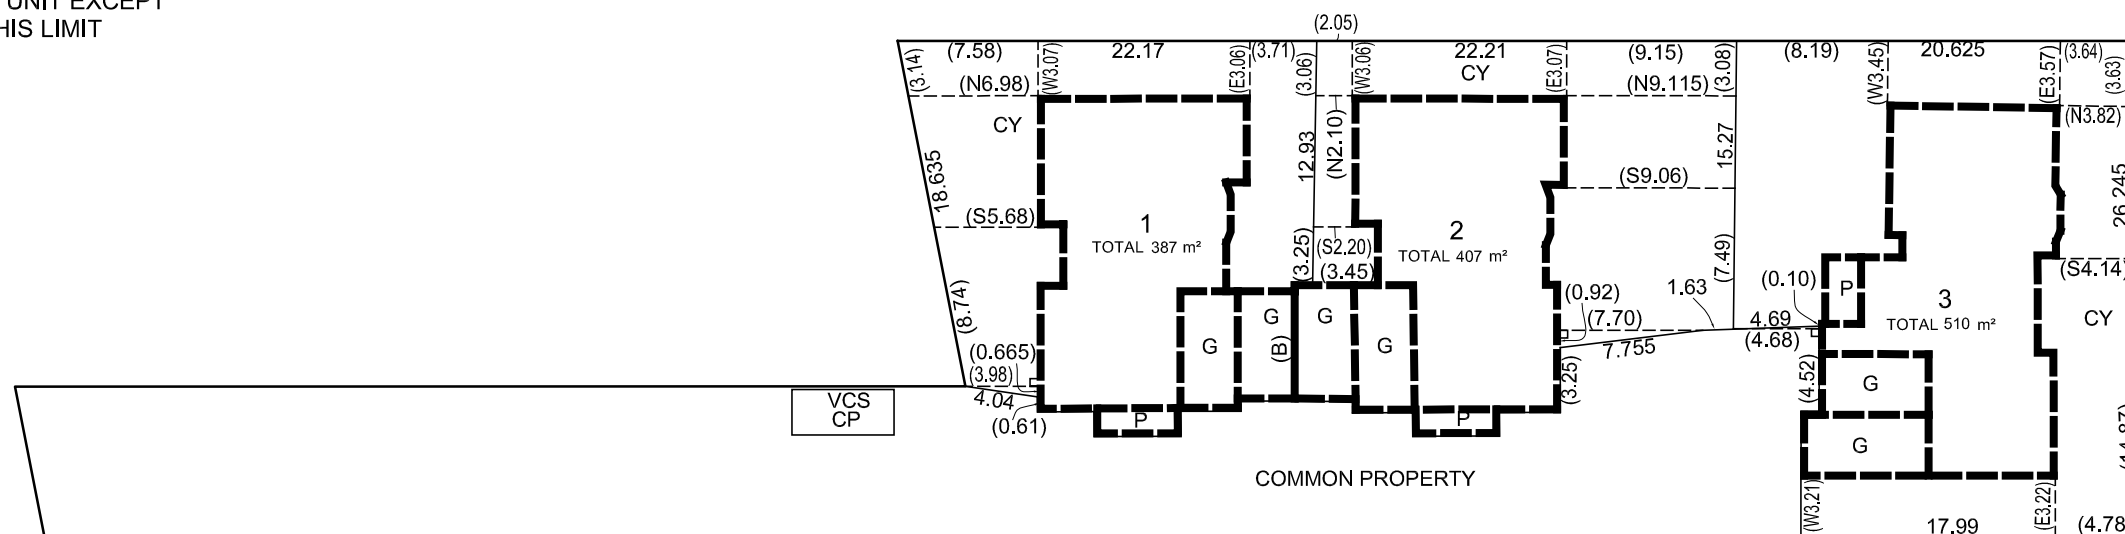 UNIT EXCEPT
HIS LIMIT
(2.05)
(7.58)
22.17
(3.71)
22.21
(9.15)
(8.19)
20.625
(3.64)
(3.14)
(W3.07)
(E3.06)
(3.06)
(W3.06)
(E3.07)
(3.08)
(W3.45)
(E3.57)
(3.63)
CY
(N6.98)
(N9.115)
(N3.82)
CY
(N2.10)
12.93
15.27
18.635
(S9.06)
26.245
(S5.68)
1
TOTAL 387 m²
2
TOTAL 407 m²
(S2.20)
(3.25)
(3.45)
(7.49)
(S4.14)
(0.10)
(8.74)
(0.92)
1.63
P
3
TOTAL 510 m²
CY
G
G
(B)
G
G
(7.70)
7.755
4.69
(4.68)
(0.665)
(3.98)
4.04
(0.61)
(3.25)
(4.52)
G
G
VCS
CP
P
P
COMMON PROPERTY
(W3.21)
(E3.22)
17.99
(4.78